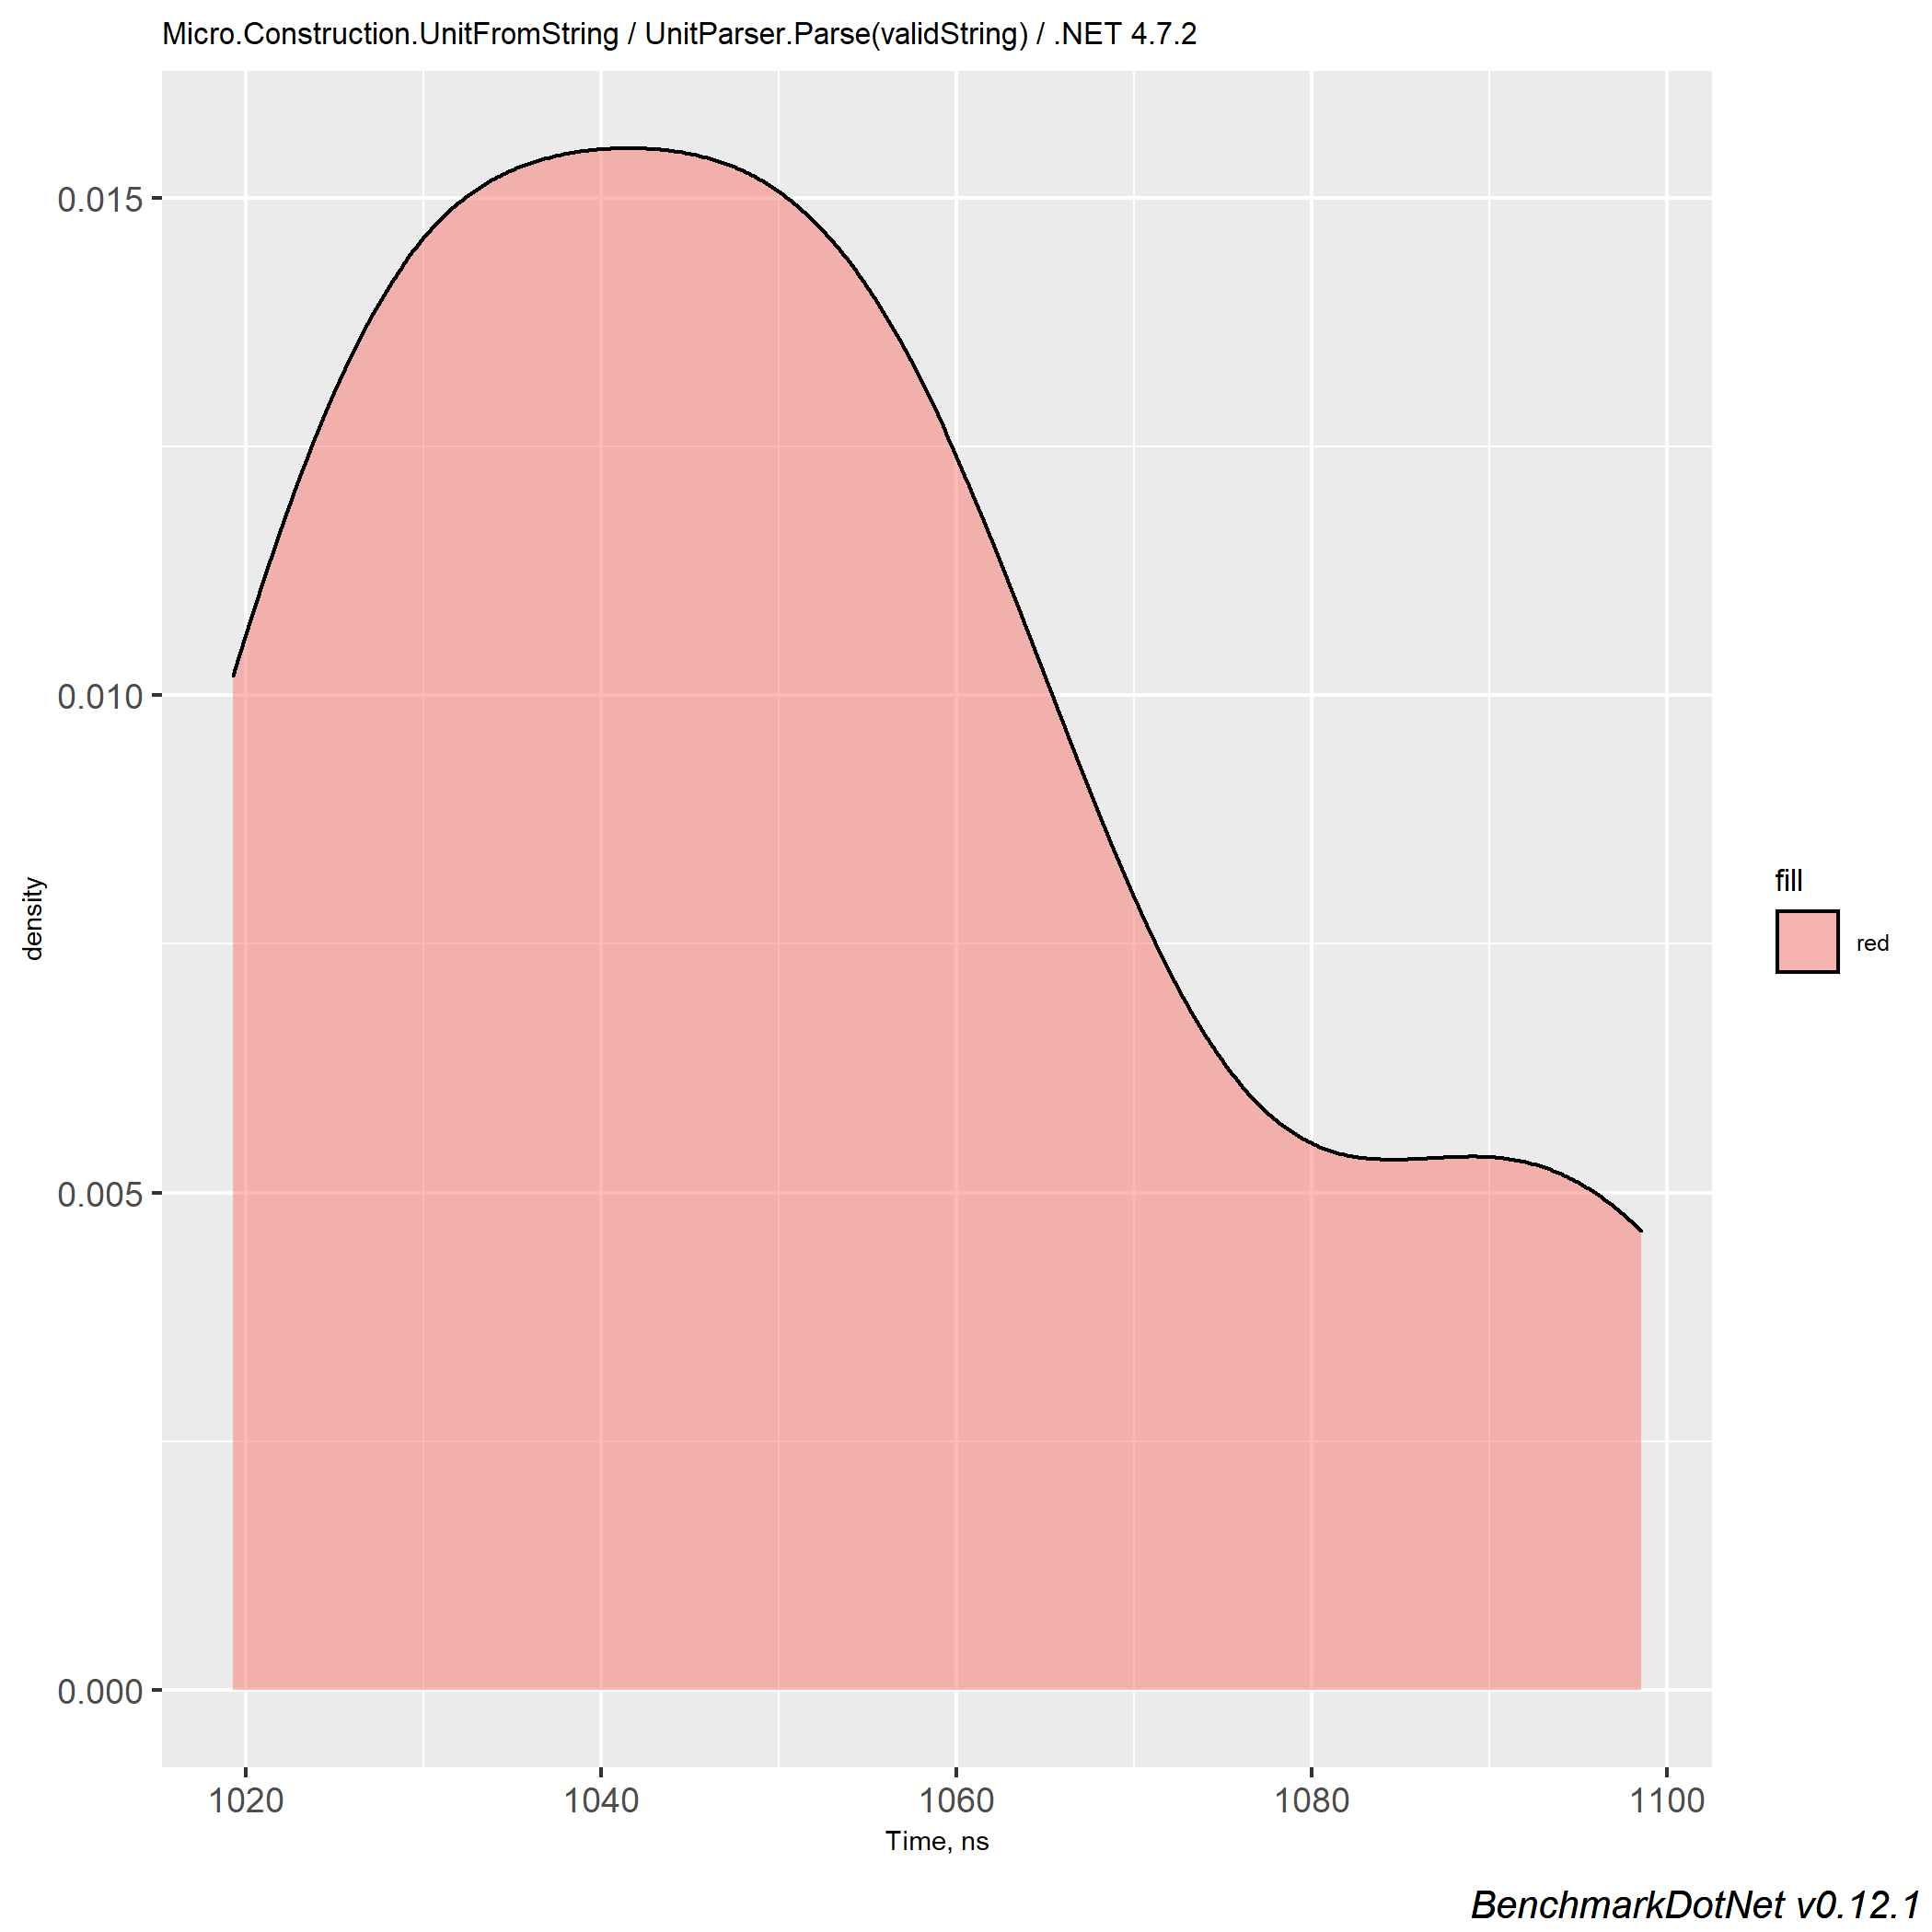 Micro.Construction.UnitFromString / UnitParser.Parse(validString) / .NET 4.7.2
0.015
0.010
0.005
0.000
density
1020 1040 1060 1080 1100
Time, ns
fill
red
BenchmarkDotNet v0.12.1